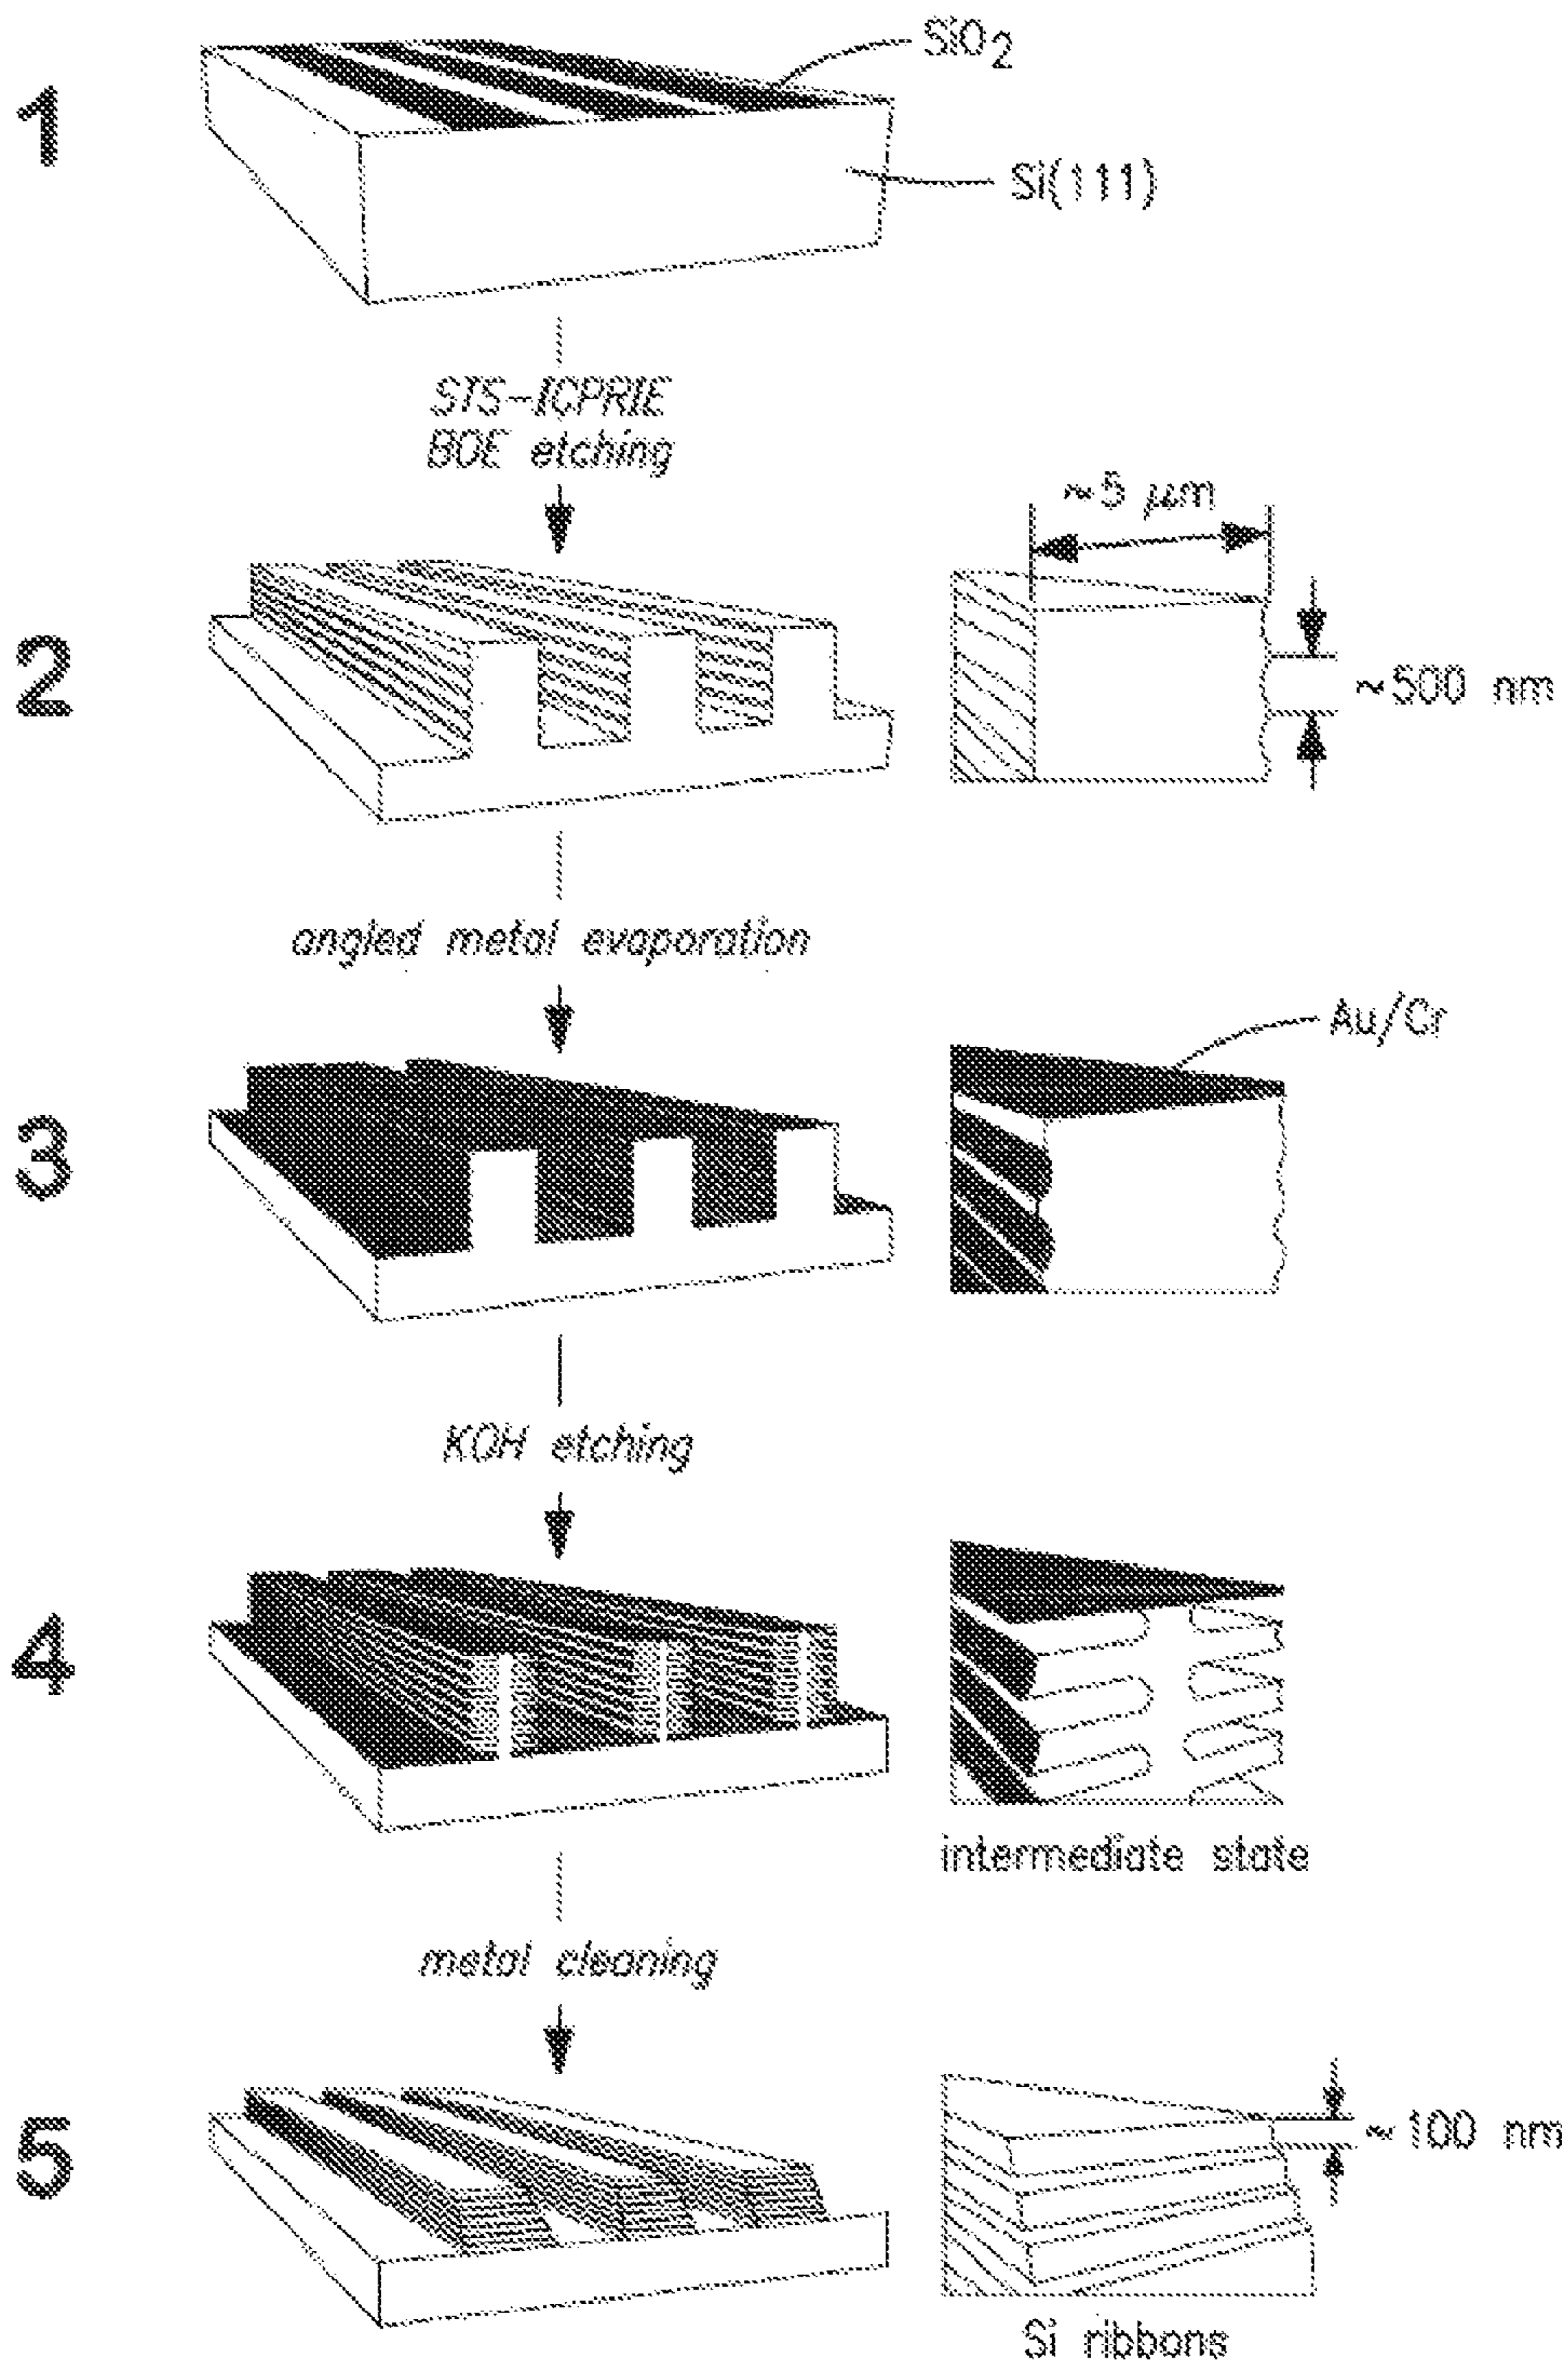 1
SiO2
Si(111)
STS-ICPRIE
BOE etching
2
~5 μm
~500 nm
angled metal evaporation
3
Au/Cr
KOH etching
4
intermediate state
metal cleaning
5
~100 nm
Si ribbons